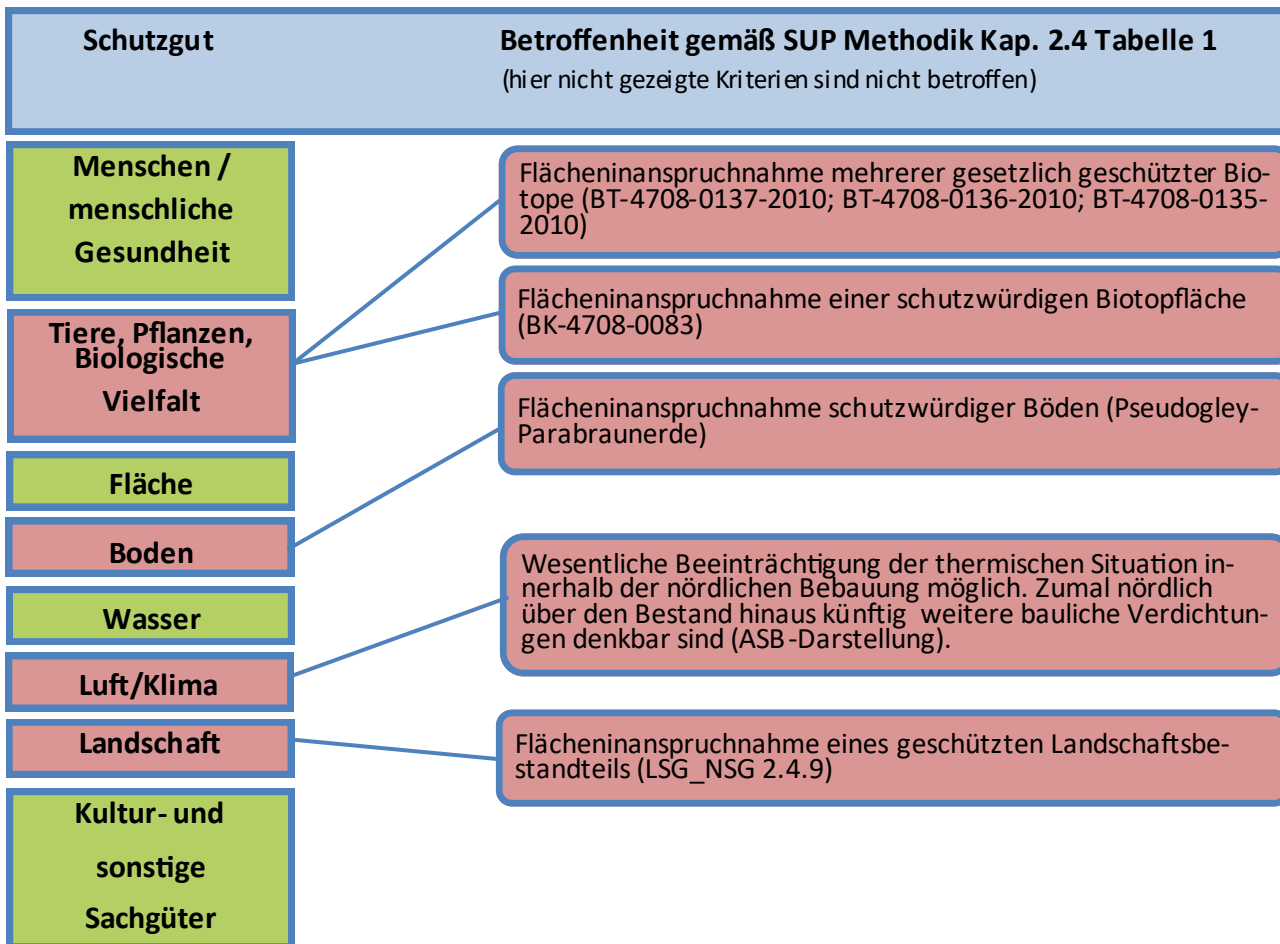 Schutzgut
Betroffenheit gemäß SUP Methodik Kap. 2.4 Tabelle 1
(hier nicht gezeigte Kriterien sind nicht betroffen)
Menschen /
menschliche
Gesundheit
Tiere, Pflanzen,
Biologische
Vielfalt
Fläche
Boden
Wasser
Luft/Klima
Landschaft
Kultur- und
sonstige
Sachgüter
Flächeninanspruchnahme mehrerer gesetzlich geschützter Bio-
tope (BT-4708-0137-2010; BT-4708-0136-2010; BT-4708-0135-
2010)
Flächeninanspruchnahme einer schutzwürdigen Biotopfläche
(BK-4708-0083)
Flächeninanspruchnahme schutzwürdiger Böden (Pseudogley-
Parabraunerde)
Wesentliche Beeinträchtigung der thermischen Situation in-
nerhalb der nördlichen Bebauung möglich. Zumal nördlich
über den Bestand hinaus künftig weitere bauliche Verdichtun-
gen denkbar sind (ASB-Darstellung).
Flächeninanspruchnahme eines geschützten Landschaftsbe-
standteils (LSG_NSG 2.4.9)